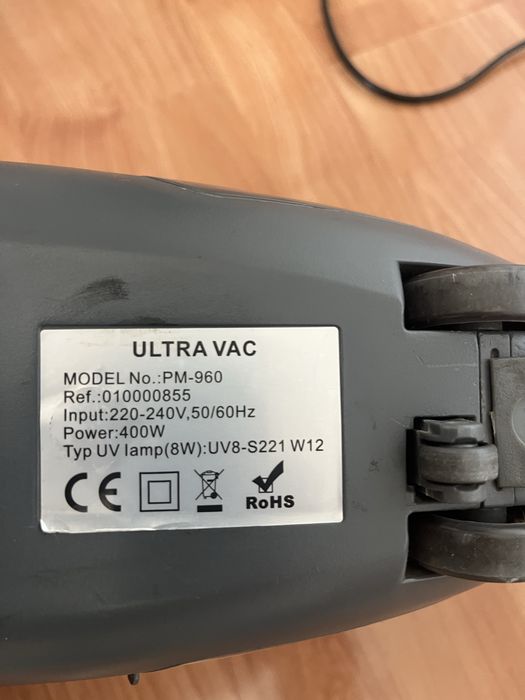 ULTRA VAC
MODEL No.:PM-960
Ref.:010000855
Input:220-240V,50/60Hz
Power:400W
Typ UV lamp(8W):UV8-S221 W12
CE
RoHS